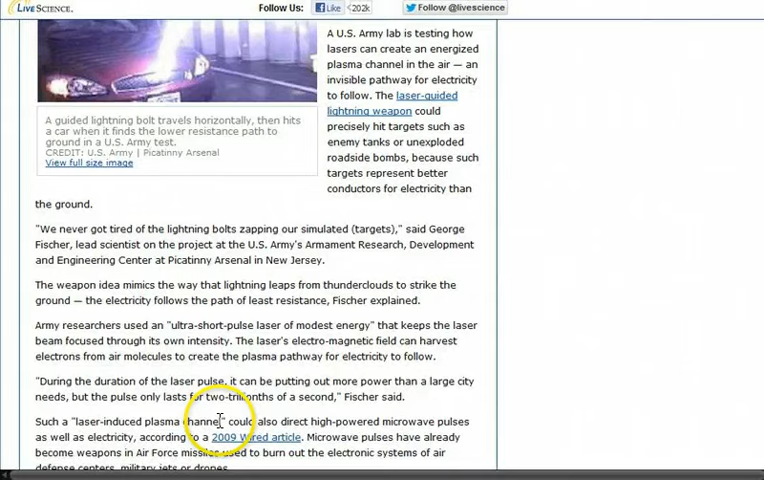 LIVESCIENCE.
Follow Us:
Like
202k
Follow @livescience
A U.S. Army lab is testing how
lasers can create an energized
plasma channel in the air — an
invisible pathway for electricity
to follow. The laser-guided
lightning weapon could
precisely hit targets such as
enemy tanks or unexploded
roadside bombs, because such
targets represent better
conductors for electricity than
the ground.
A guided lightning bolt travels horizontally, then hits
a car when it finds the lower resistance path to
ground in a U.S. Army test.
CREDIT: U.S. Army | Picatinny Arsenal
View full size image
"We never got tired of the lightning bolts zapping our simulated (targets)," said George
Fischer, lead scientist on the project at the U.S. Army's Armament Research, Development
and Engineering Center at Picatinny Arsenal in New Jersey.
The weapon idea mimics the way that lightning leaps from thunderclouds to strike the
ground — the electricity follows the path of least resistance, Fischer explained.
Army researchers used an "ultra-short-pulse laser of modest energy" that keeps the laser
beam focused through its own intensity. The laser's electro-magnetic field can harvest
electrons from air molecules to create the plasma pathway for electricity to follow.
"During the duration of the laser pulse, it can be putting out more power than a large city
needs, but the pulse only lasts for two-trillionths of a second," Fischer said.
Such a "laser-induced plasma channel" could also direct high-powered microwave pulses
as well as electricity, according to a 2009 Wired article. Microwave pulses have already
become weapons in Air Force missiles used to burn out the electronic systems of air
defense centers, military jets or drones.